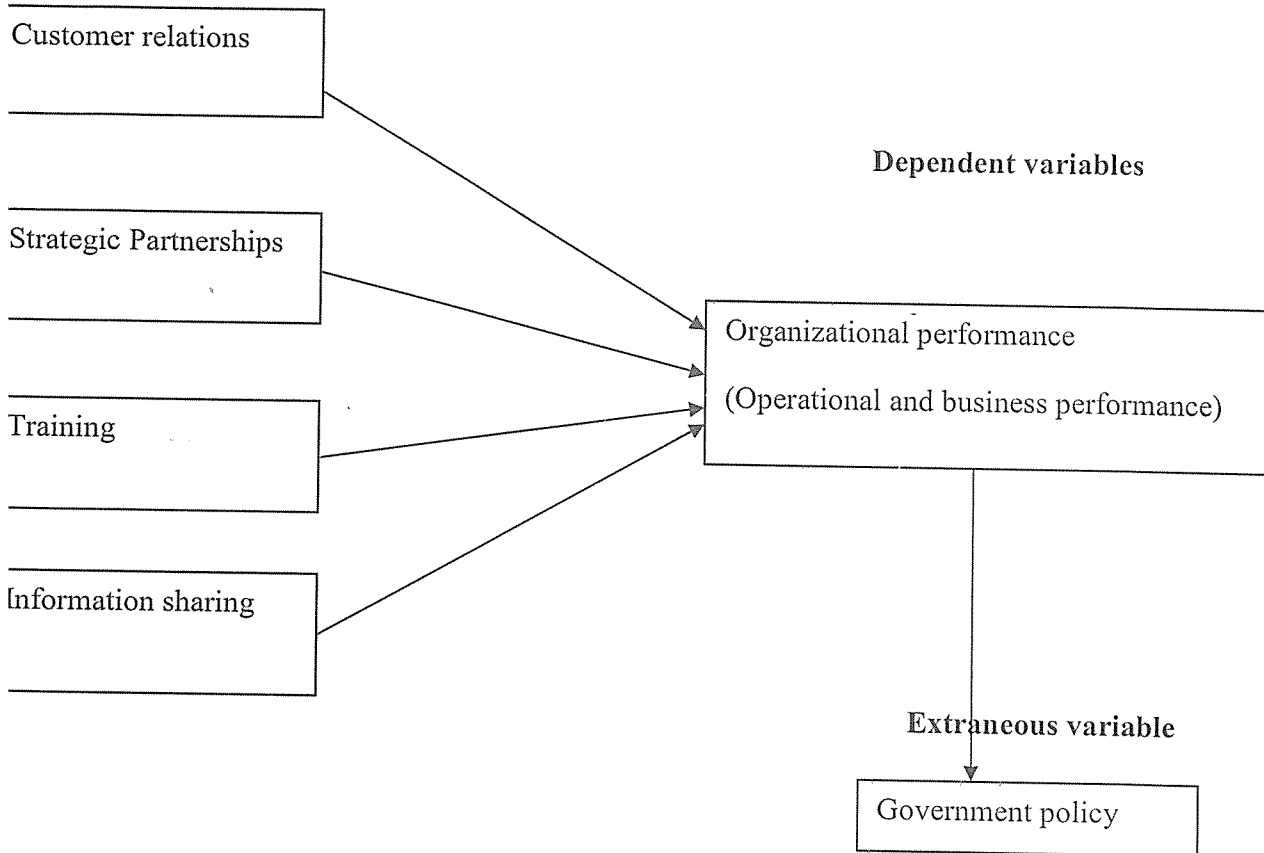 Customer relations
Dependent variables
Strategic Partnerships
Organizational performance
(Operational and business performance)
Training
Information sharing
Extraneous variable
Government policy